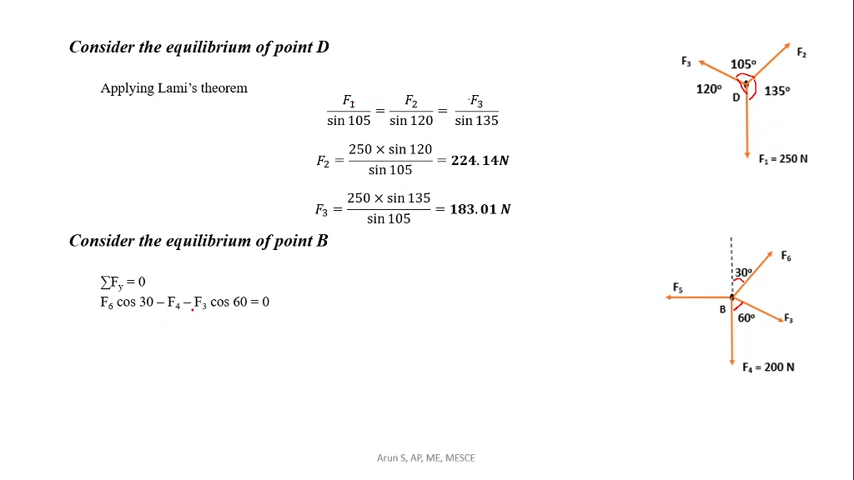 Consider the equilibrium of point D
Applying Lami's theorem
F₁/sin 105 = F₂/sin 120 = F₃/sin 135
F₂ = 250 × sin 120/sin 105 = 224.14N
F₃ = 250 × sin 135/sin 105 = 183.01 N
Consider the equilibrium of point B
∑Fy = 0
F₆ cos 30 – F₄ – F₃ cos 60 = 0
F₃
105°
F₂
120°
D
135°
F₁ = 250 N
F₆
30°
F₅
B
60°
F₃
F₄ = 200 N
Arun S, AP, ME, MESCE